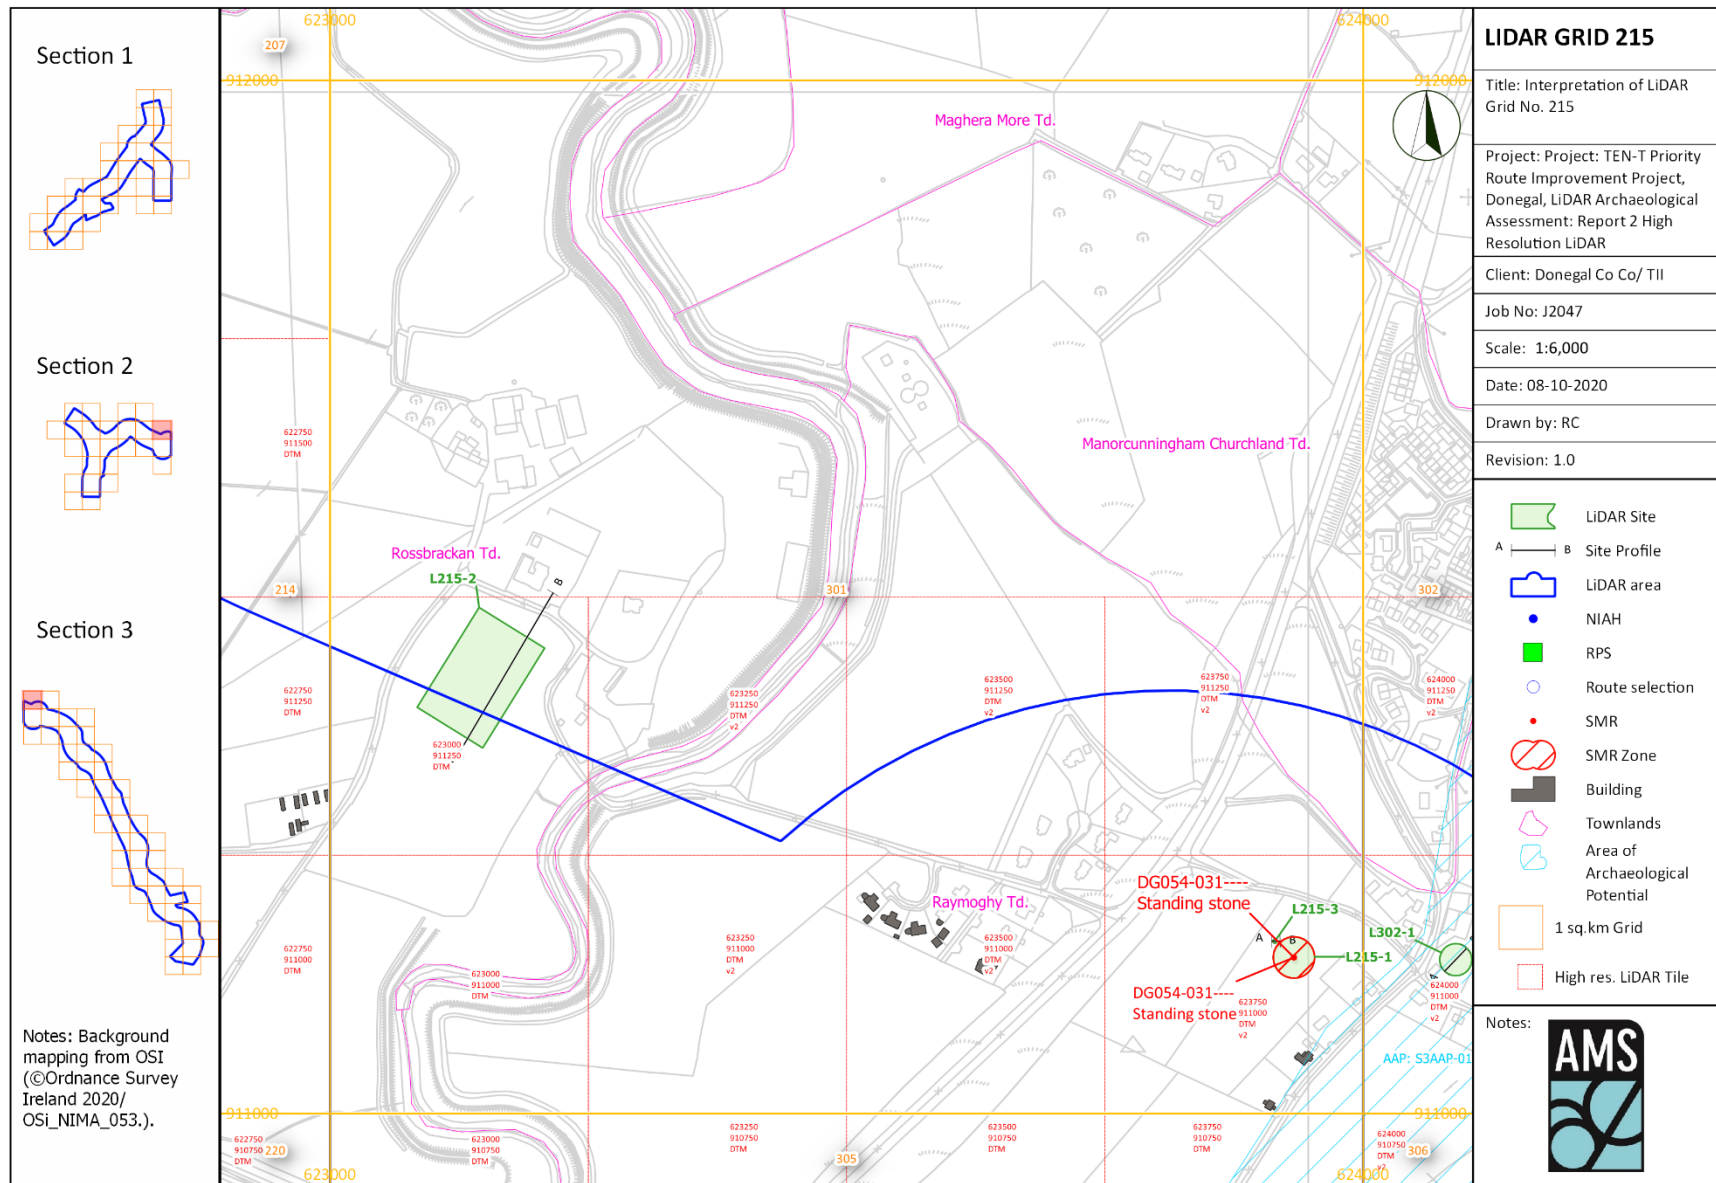 Section 1
Section 2
Section 3
Notes: Background
mapping from OSI
(©Ordnance Survey
Ireland 2020/
OSi_NIMA_053.).
623000
624000
207
912000
912000
Maghera More Td.
622750
911500
DTM
Manorcunningham Churchland Td.
Rossbrackan Td.
L215-2
B
214
301
302
622750
911250
DTM
623250
911250
DTM
v2
623500
911250
DTM
v2
623750
911250
DTM
v2
624000
911250
DTM
v2
623000
911250
DTM
DG054-031----
Standing stone
Raymoghy Td.
L215-3
A
B
L302-1
L215-1
622750
911000
DTM
623000
911000
DTM
623250
911000
DTM
v2
623500
911000
DTM
v2
DG054-031----
Standing stone
623750
911000
DTM
v2
624000
911000
DTM
v2
AAP: S3AAP-01
911000
911000
622750
910750
DTM
220
623000
910750
DTM
623250
910750
DTM
623500
910750
DTM
623750
910750
DTM
624000
910750
DTM
v2
305
306
623000
624000
LIDAR GRID 215
Title: Interpretation of LiDAR
Grid No. 215
Project: Project: TEN-T Priority
Route Improvement Project,
Donegal, LiDAR Archaeological
Assessment: Report 2 High
Resolution LiDAR
Client: Donegal Co Co/ TII
Job No: J2047
Scale: 1:6,000
Date: 08-10-2020
Drawn by: RC
Revision: 1.0
LiDAR Site
A B Site Profile
LiDAR area
NIAH
RPS
Route selection
SMR
SMR Zone
Building
Townlands
Area of
Archaeological
Potential
1 sq.km Grid
High res. LiDAR Tile
Notes:
AMS